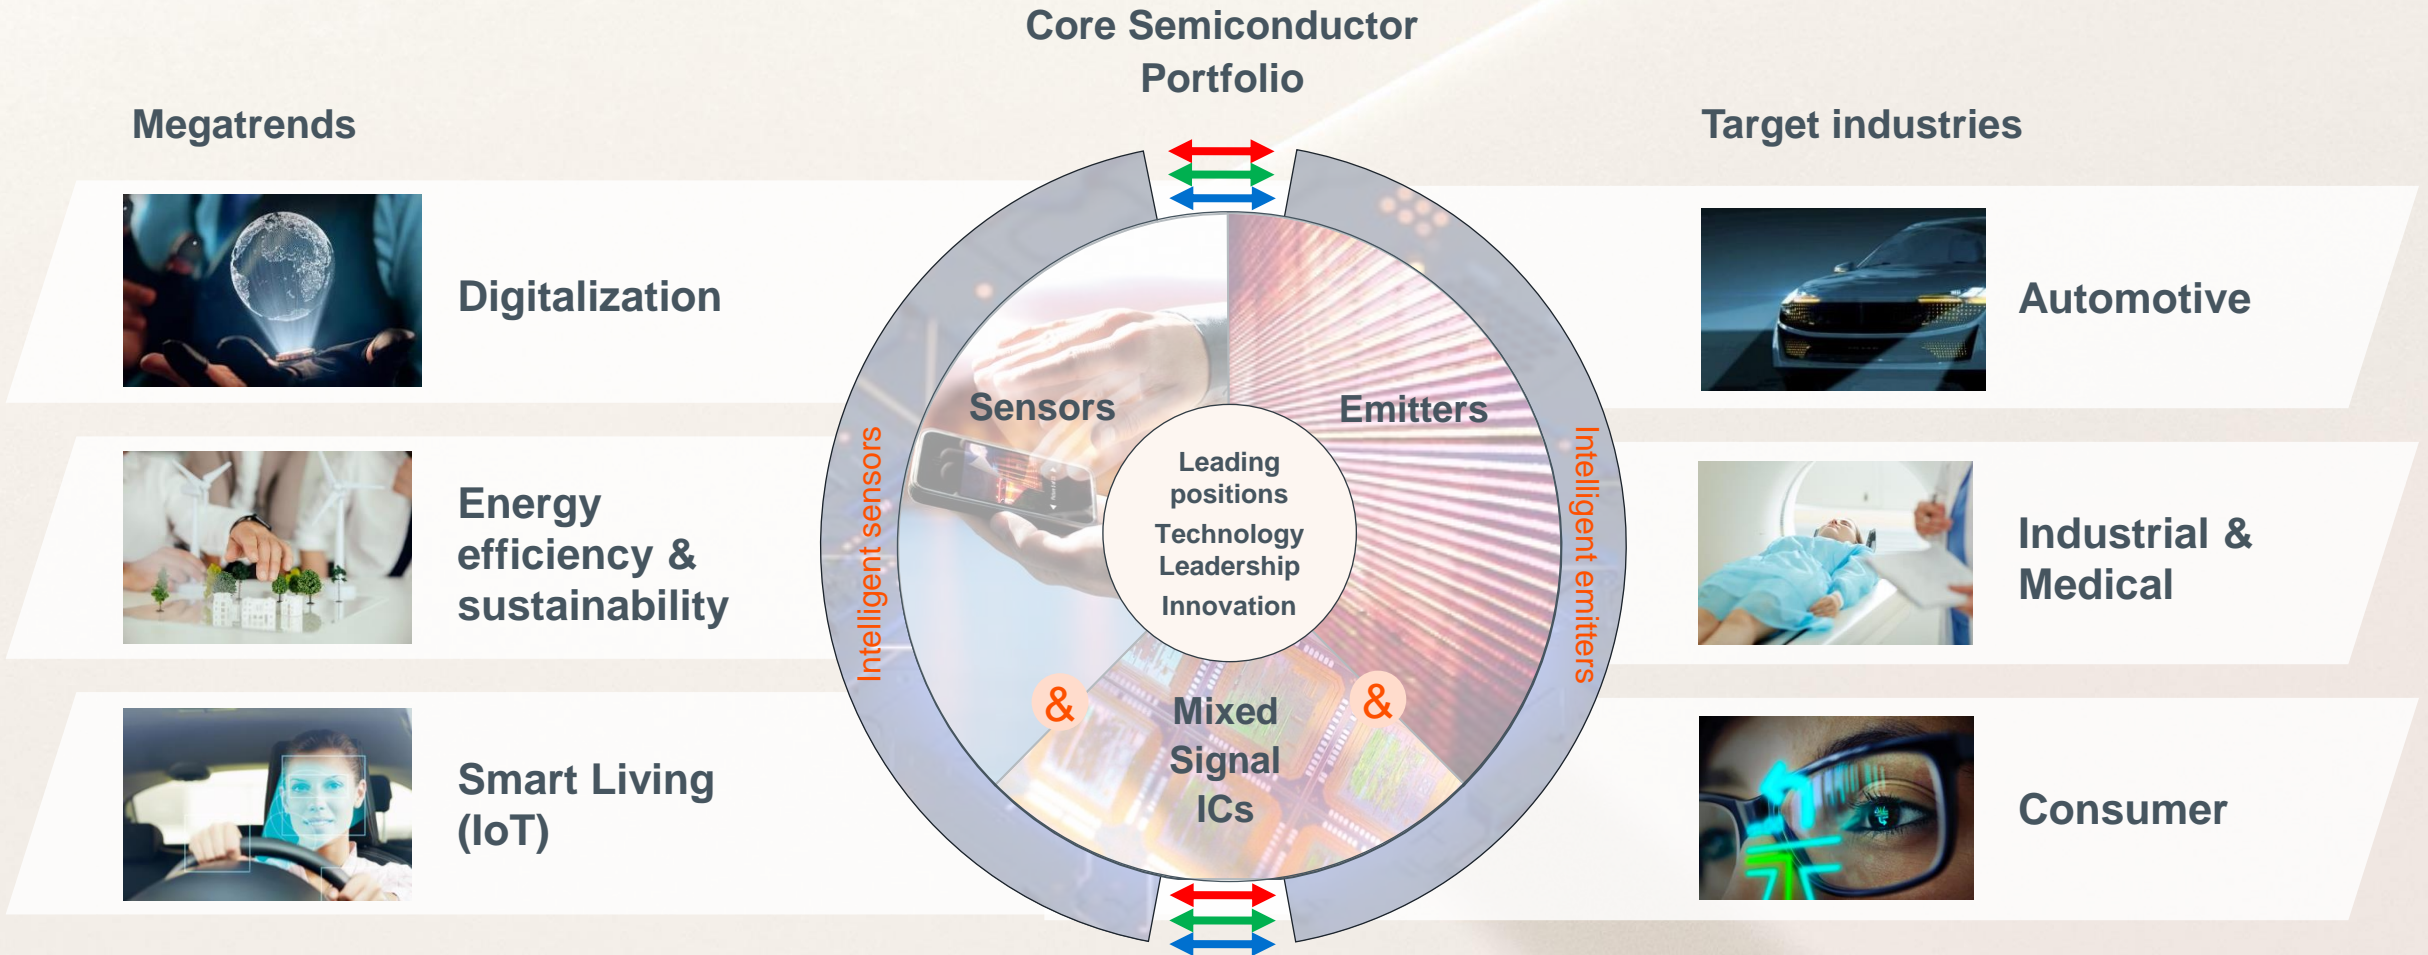 Core Semiconductor
Portfolio
Megatrends
Digitalization
Energy
efficiency &
sustainability
Smart Living
(IoT)
Intelligent sensors
Sensors
Emitters
Leading
positions
Technology
Leadership
Innovation
&
&
Mixed
Signal
ICs
Intelligent emitters
Target industries
Automotive
Industrial &
Medical
Consumer